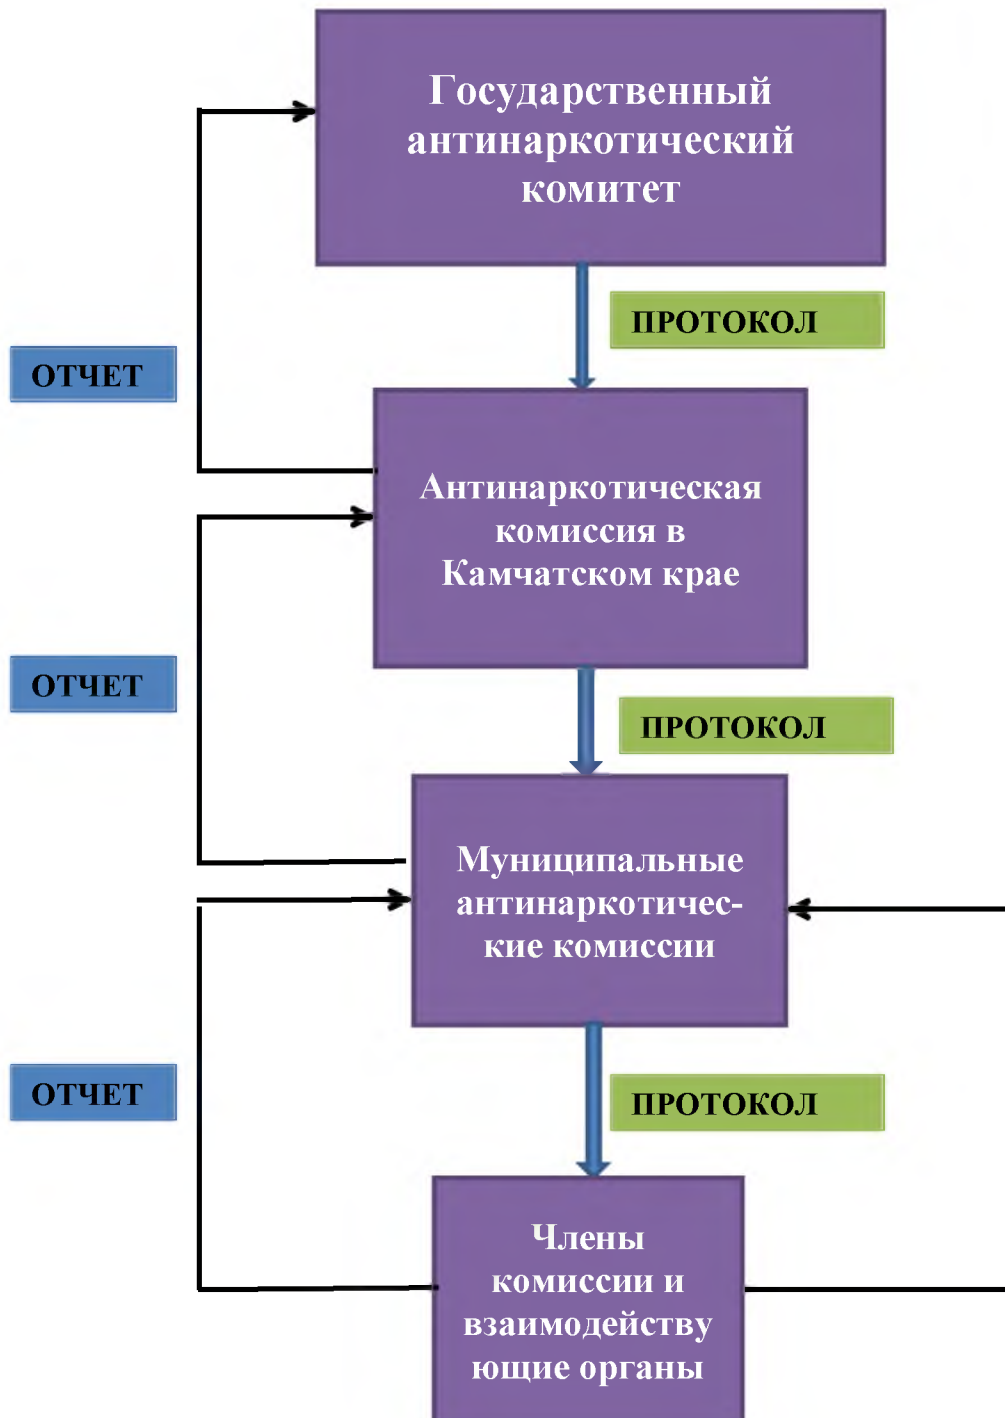 Государственный
антинаркотический
комитет
ПРОТОКОЛ
ОТЧЕТ
Антинаркотическая
комиссия в
Камчатском крае
ОТЧЕТ
ПРОТОКОЛ
Муниципальные
антинаркотичес-
кие комиссии
ОТЧЕТ
ПРОТОКОЛ
Члены
комиссии и
взаимодейству
ющие органы